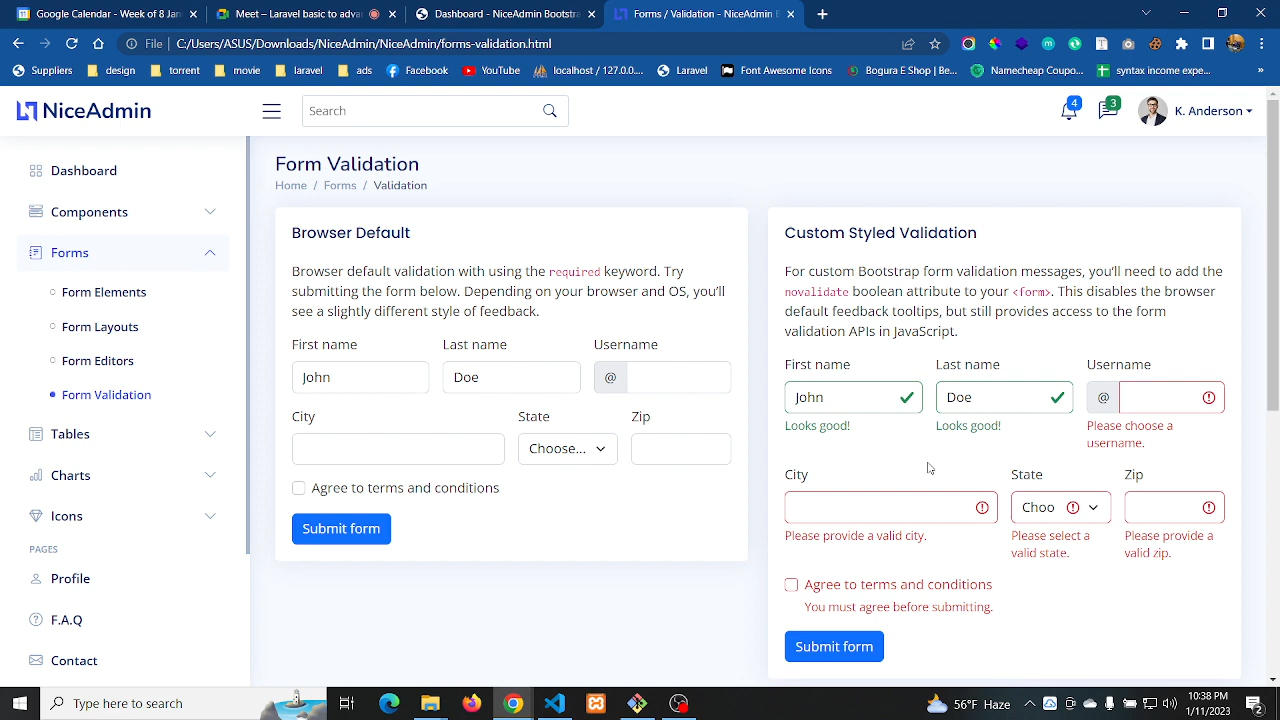 Google Calendar - Week of 8 Jan
Meet – Laravel basic to adva
Dashboard - NiceAdmin Bootstra
Forms / Validation - NiceAdmin B
File
C:/Users/ASUS/Downloads/NiceAdmin/NiceAdmin/forms-validation.html
Suppliers
design
torrent
movie
laravel
ads
Facebook
YouTube
localhost / 127.0.0...
Laravel
Font Awesome Icons
Bogura E Shop | Be...
Namecheap Coupo...
syntax income expe...
»
NiceAdmin
Search
4
3
K. Anderson
Dashboard
Components
Forms
Form Elements
Form Layouts
Form Editors
Form Validation
Tables
Charts
Icons
PAGES
Profile
F.A.Q
Contact
Form Validation
Home / Forms / Validation
Browser Default
Browser default validation with using the required keyword. Try
submitting the form below. Depending on your browser and OS, you'll
see a slightly different style of feedback.
First name
Last name
Username
John
Doe
@
City
State
Zip
Choose...
Agree to terms and conditions
Submit form
Custom Styled Validation
For custom Bootstrap form validation messages, you'll need to add the
novalidate boolean attribute to your <form>. This disables the browser
default feedback tooltips, but still provides access to the form
validation APIs in JavaScript.
First name
Last name
Username
John
Doe
@
Looks good!
Looks good!
Please choose a
username.
City
State
Zip
Choo
Please provide a valid city.
Please select a
valid state.
Please provide a
valid zip.
Agree to terms and conditions
You must agree before submitting.
Submit form
Type here to search
56°F Haze
10:38 PM
1/11/2023
2